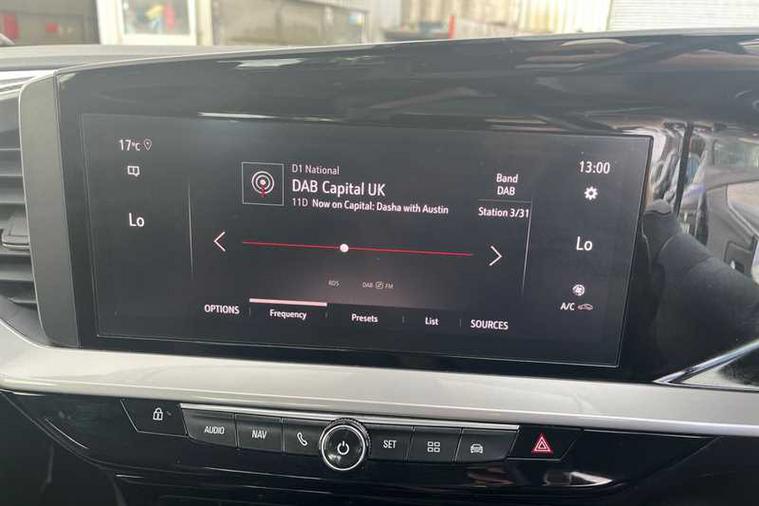 17°C
Lo
D1 National
DAB Capital UK
11D Now on Capital: Dasha with Austin
Band
DAB
Station 3/31
13:00
Lo
A/C
RDS
DAB FM
OPTIONS
Frequency
Presets
List
SOURCES
AUDIO
NAV
SET